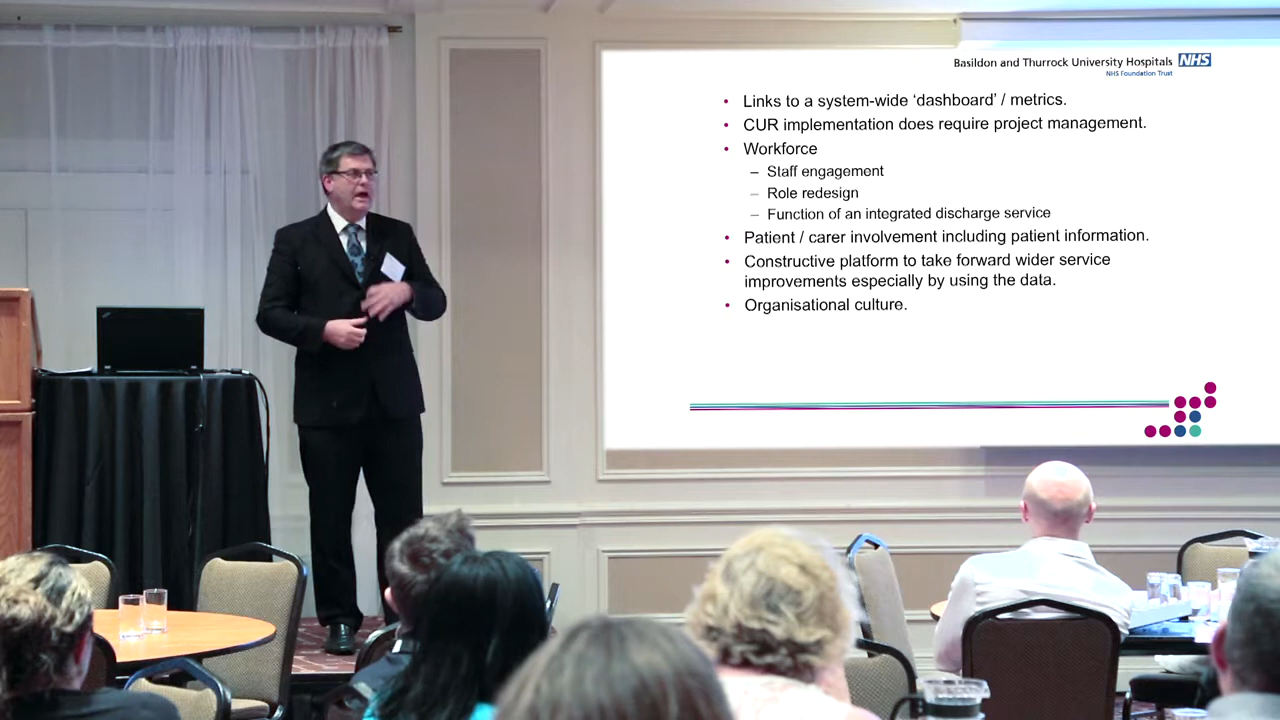 Basildon and Thurrock University Hospitals NHS
NHS Foundation Trust
• Links to a system-wide ‘dashboard’ / metrics.
• CUR implementation does require project management.
• Workforce
– Staff engagement
– Role redesign
– Function of an integrated discharge service
• Patient / carer involvement including patient information.
• Constructive platform to take forward wider service
improvements especially by using the data.
• Organisational culture.